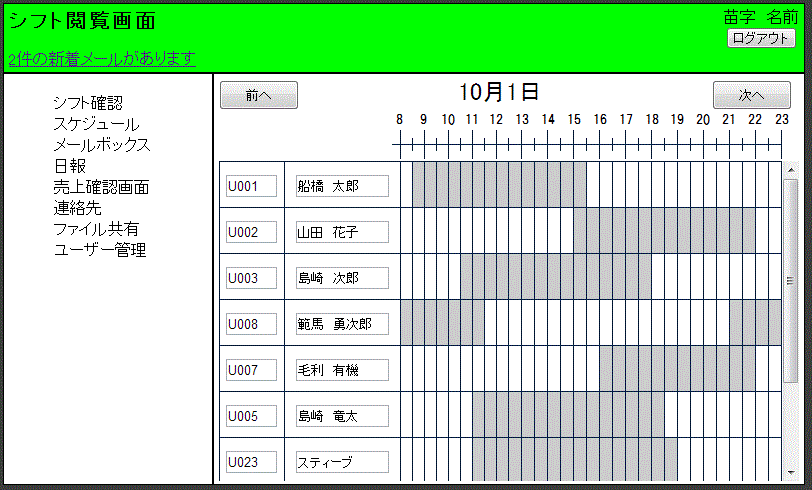 シフト閲覧画面
苗字 名前
ログアウト
2件の新着メールがあります
シフト確認
スケジュール
メールボックス
日報
売上確認画面
連絡先
ファイル共有
ユーザー管理
前へ
10月1日
次へ
8 9 10 11 12 13 14 15 16 17 18 19 20 21 22 23
U001 船橋 太郎
U002 山田 花子
U003 島崎 次郎
U008 範馬 勇次郎
U007 毛利 有機
U005 島崎 竜太
U023 スティーブ